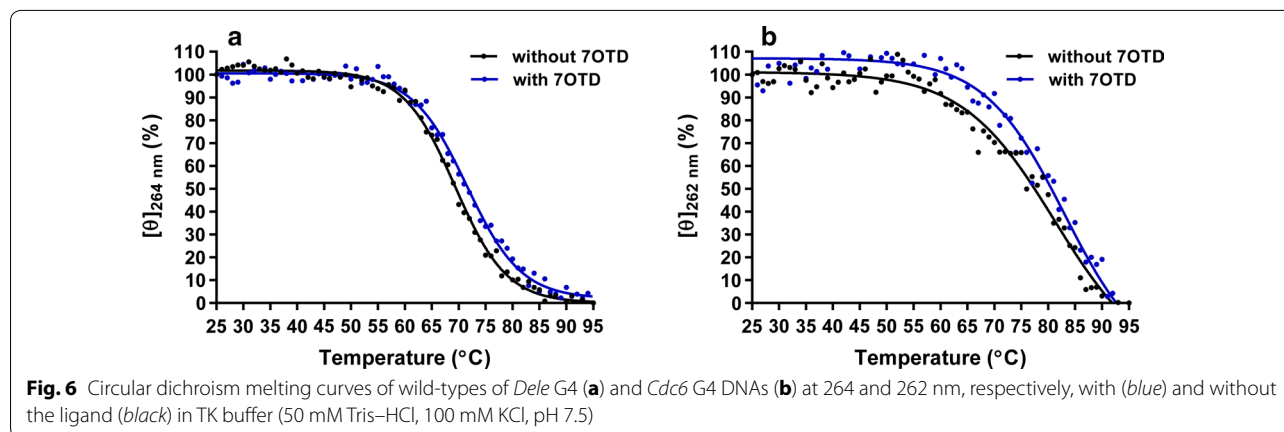 a
110
100
90
80
70
60
50
40
30
20
10
0
[θ]264 nm (%)
without 7OTD
with 7OTD
25 30 35 40 45 50 55 60 65 70 75 80 85 90 95
Temperature (°C)
b
110
100
90
80
70
60
50
40
30
20
10
0
[θ]262 nm (%)
without 7OTD
with 7OTD
25 30 35 40 45 50 55 60 65 70 75 80 85 90 95
Temperature (°C)
Fig. 6 Circular dichroism melting curves of wild-types of Dele G4 (a) and Cdc6 G4 DNAs (b) at 264 and 262 nm, respectively, with (blue) and without
the ligand (black) in TK buffer (50 mM Tris–HCl, 100 mM KCl, pH 7.5)